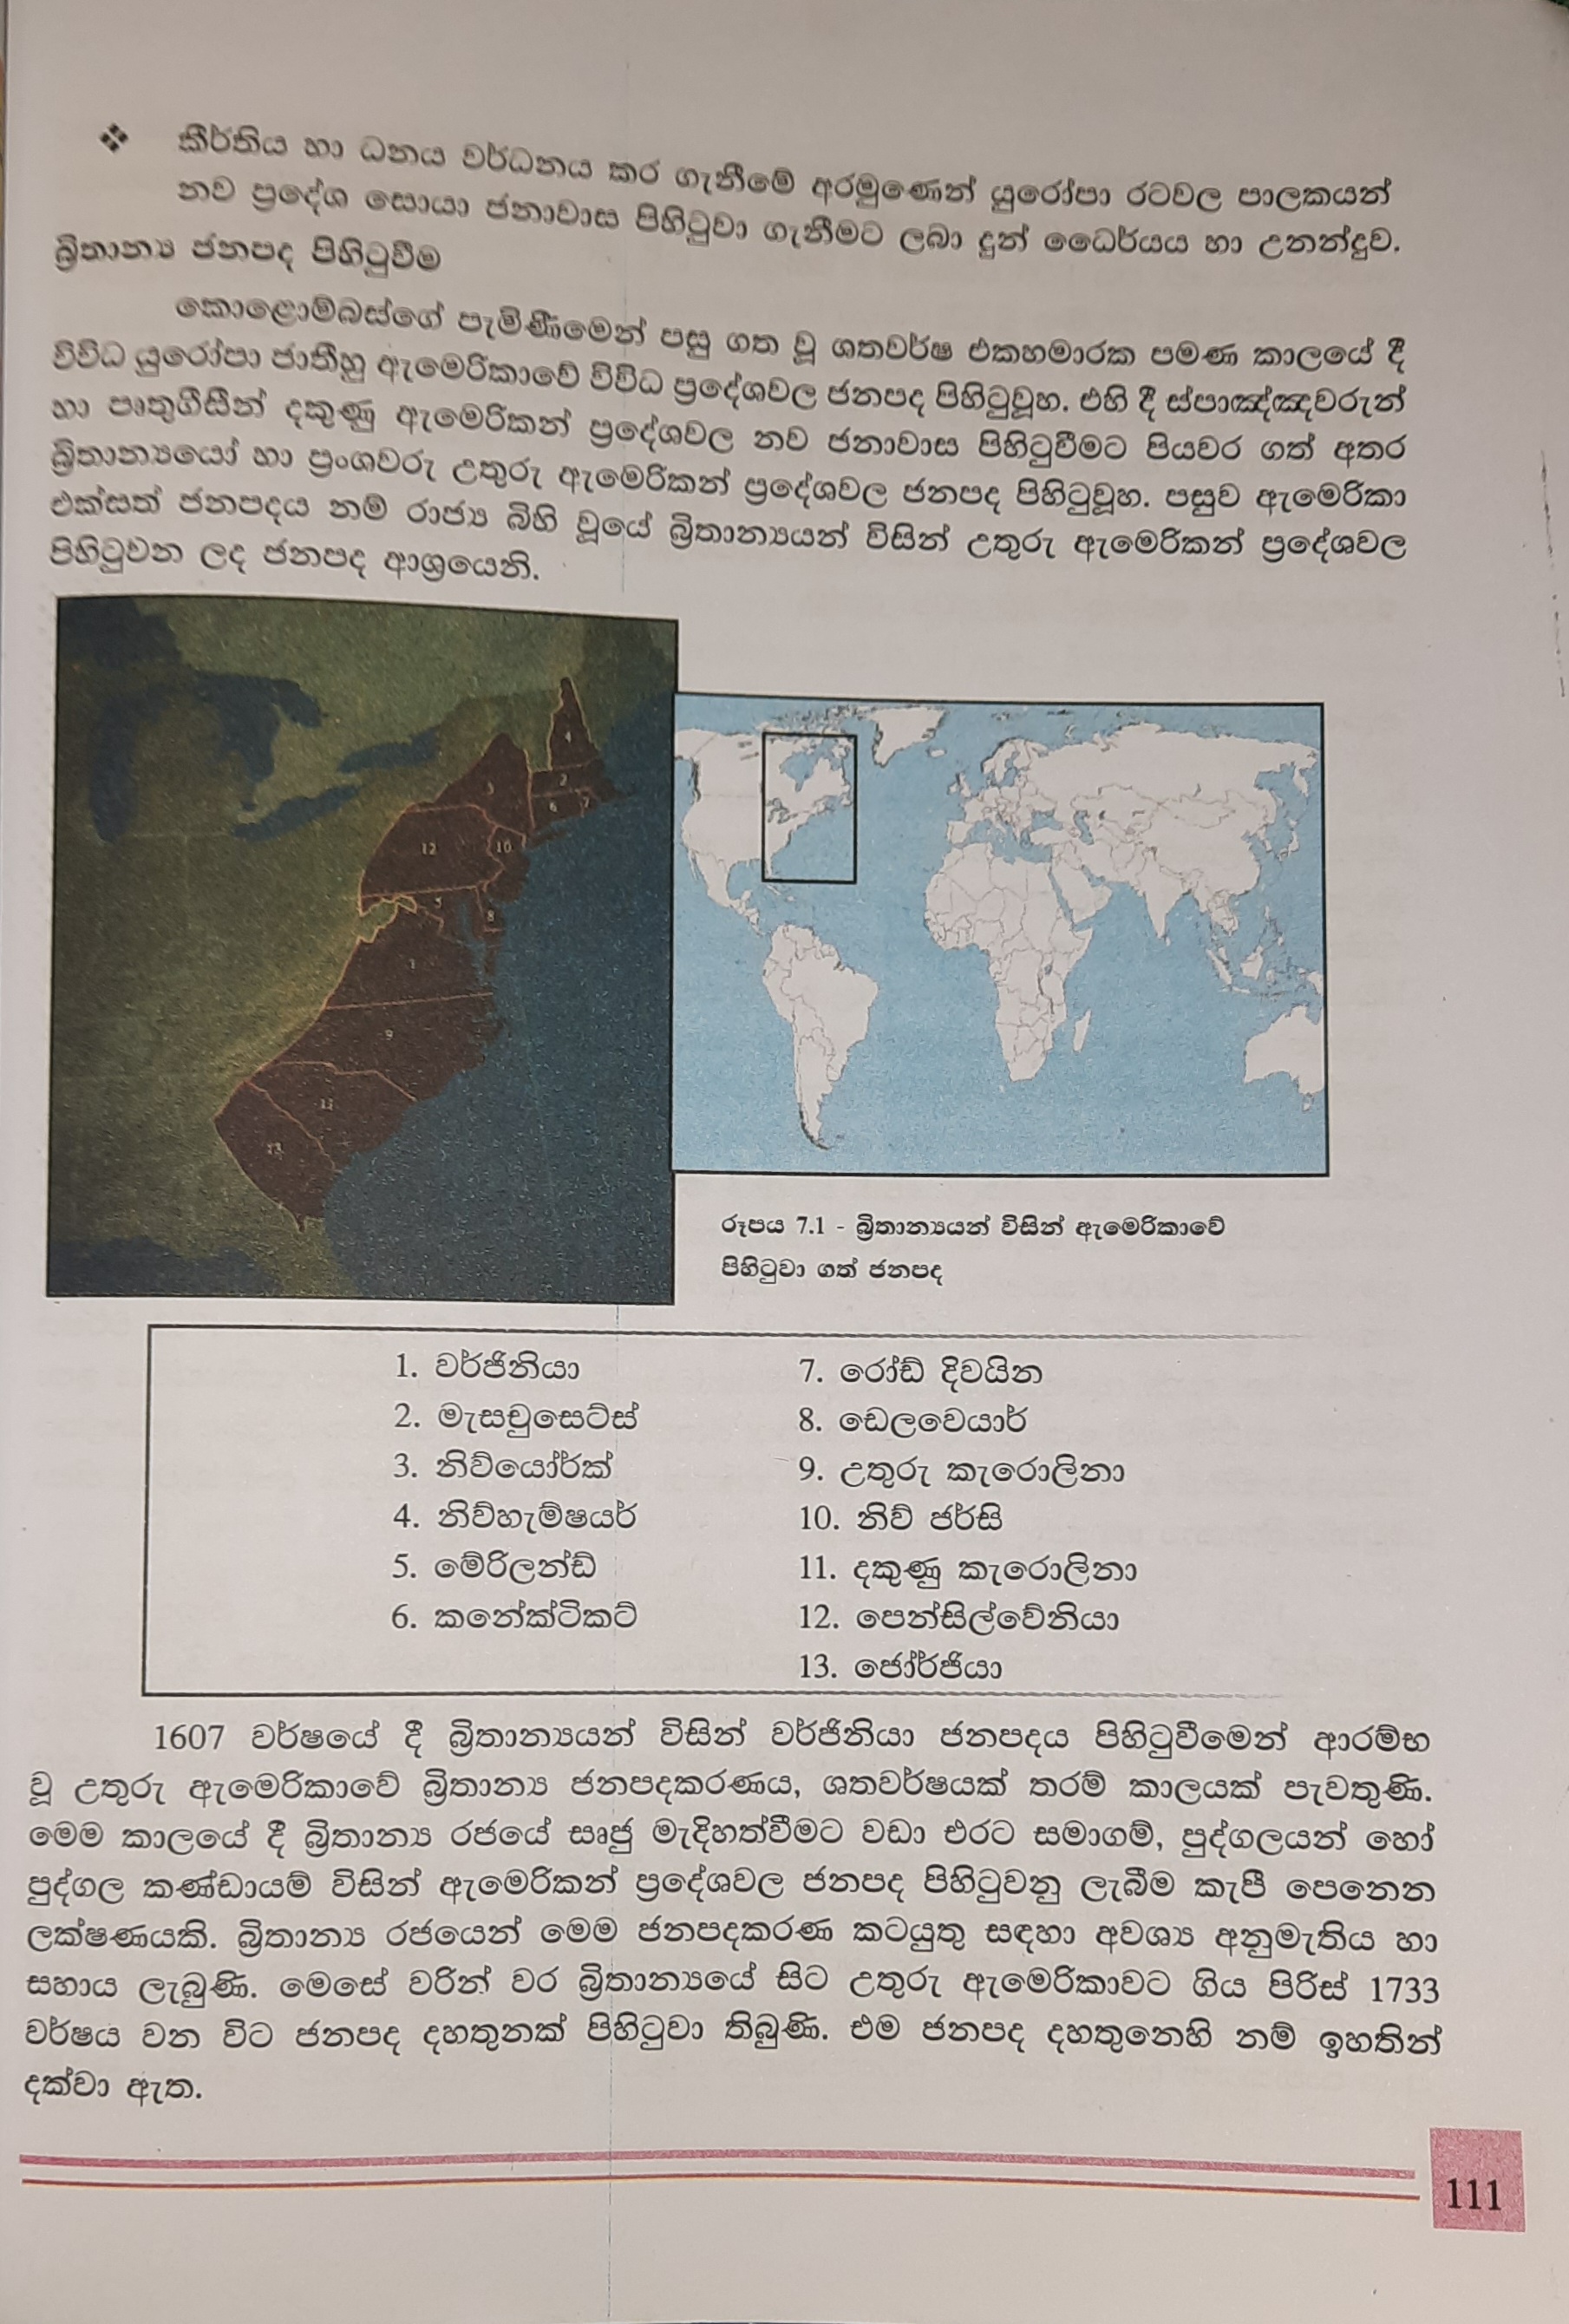 ❖ කීර්තිය හා ධනය වර්ධනය කර ගැනීමේ අරමුණෙන් යුරෝපා රටවල පාලකයන්
නව ප්‍රදේශ සොයා ජනාවාස පිහිටුවා ගැනීමට ලබා දුන් ධෛර්යය හා උනන්දුව.
බ්‍රිතාන්‍ය ජනපද පිහිටුවීම
කොළොම්බස්ගේ පැමිණීමෙන් පසු ගත වූ ශතවර්ෂ එකහමාරක පමණ කාලයේ දී
විවිධ යුරෝපා ජාතීහු ඇමෙරිකාවේ විවිධ ප්‍රදේශවල ජනපද පිහිටුවූහ. එහි දී ස්පාඤ්ඤවරුන්
හා පෘතුගීසීන් දකුණු ඇමෙරිකන් ප්‍රදේශවල නව ජනාවාස පිහිටුවීමට පියවර ගත් අතර
බ්‍රිතාන්‍යයෝ හා ප්‍රංශවරු උතුරු ඇමෙරිකන් ප්‍රදේශවල ජනපද පිහිටුවූහ. පසුව ඇමෙරිකා
එක්සත් ජනපදය නම් රාජ්‍ය බිහි වූයේ බ්‍රිතාන්‍යයන් විසින් උතුරු ඇමෙරිකන් ප්‍රදේශවල
පිහිටුවන ලද ජනපද ආශ්‍රයෙනි.
4
3
2
6
7
12
10
5
8
1
9
11
13
රූපය 7.1 - බ්‍රිතාන්‍යයන් විසින් ඇමෙරිකාවේ
පිහිටුවා ගත් ජනපද
1. වර්ජිනියා
2. මැසචුසෙට්ස්
3. නිව්යෝර්ක්
4. නිව්හැම්ෂයර්
5. මේරිලන්ඩ්
6. කනේක්ටිකට්
7. රෝඩ් දිවයින
8. ඩෙලවෙයාර්
9. උතුරු කැරොලිනා
10. නිව් ජර්සි
11. දකුණු කැරොලිනා
12. පෙන්සිල්වේනියා
13. ජෝර්ජියා
1607 වර්ෂයේ දී බ්‍රිතාන්‍යයන් විසින් වර්ජිනියා ජනපදය පිහිටුවීමෙන් ආරම්භ
වූ උතුරු ඇමෙරිකාවේ බ්‍රිතාන්‍ය ජනපදකරණය, ශතවර්ෂයක් තරම් කාලයක් පැවතුණි.
මෙම කාලයේ දී බ්‍රිතාන්‍ය රජයේ සෘජු මැදිහත්වීමට වඩා එරට සමාගම්, පුද්ගලයන් හෝ
පුද්ගල කණ්ඩායම් විසින් ඇමෙරිකන් ප්‍රදේශවල ජනපද පිහිටුවනු ලැබීම කැපී පෙනෙන
ලක්ෂණයකි. බ්‍රිතාන්‍ය රජයෙන් මෙම ජනපදකරණ කටයුතු සඳහා අවශ්‍ය අනුමැතිය හා
සහාය ලැබුණි. මෙසේ වරින් වර බ්‍රිතාන්‍යයේ සිට උතුරු ඇමෙරිකාවට ගිය පිරිස් 1733
වර්ෂය වන විට ජනපද දහතුනක් පිහිටුවා තිබුණි. එම ජනපද දහතුනෙහි නම් ඉහතින්
දක්වා ඇත.
111